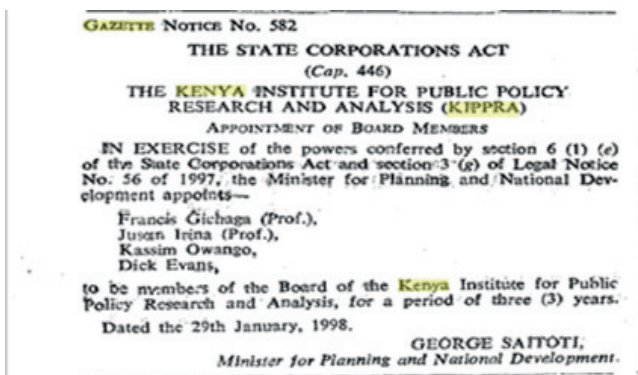 GAZETTE NOTICE NO. 582
THE STATE CORPORATIONS ACT
(Cap. 446)
THE KENYA INSTITUTE FOR PUBLIC POLICY
RESEARCH AND ANALYSIS (KIPPRA)
APPOINTMENT OF BOARD MEMBERS
IN EXERCISE of the powers conferred by section 6 (1) (e)
of the State Corporations Act and section 3 (g) of Legal Notice
No. 56 of 1997, the Minister for Planning and National Dev-
elopment appoints—
Francis Gichaga (Prof.),
Jusan Irina (Prof.),
Kassim Owango,
Dick Evans,
to be members of the Board of the Kenya Institute for Public
Policy Research and Analysis, for a period of three (3) years.
Dated the 29th January, 1998.
GEORGE SAITOTI,
Minister for Planning and National Development.